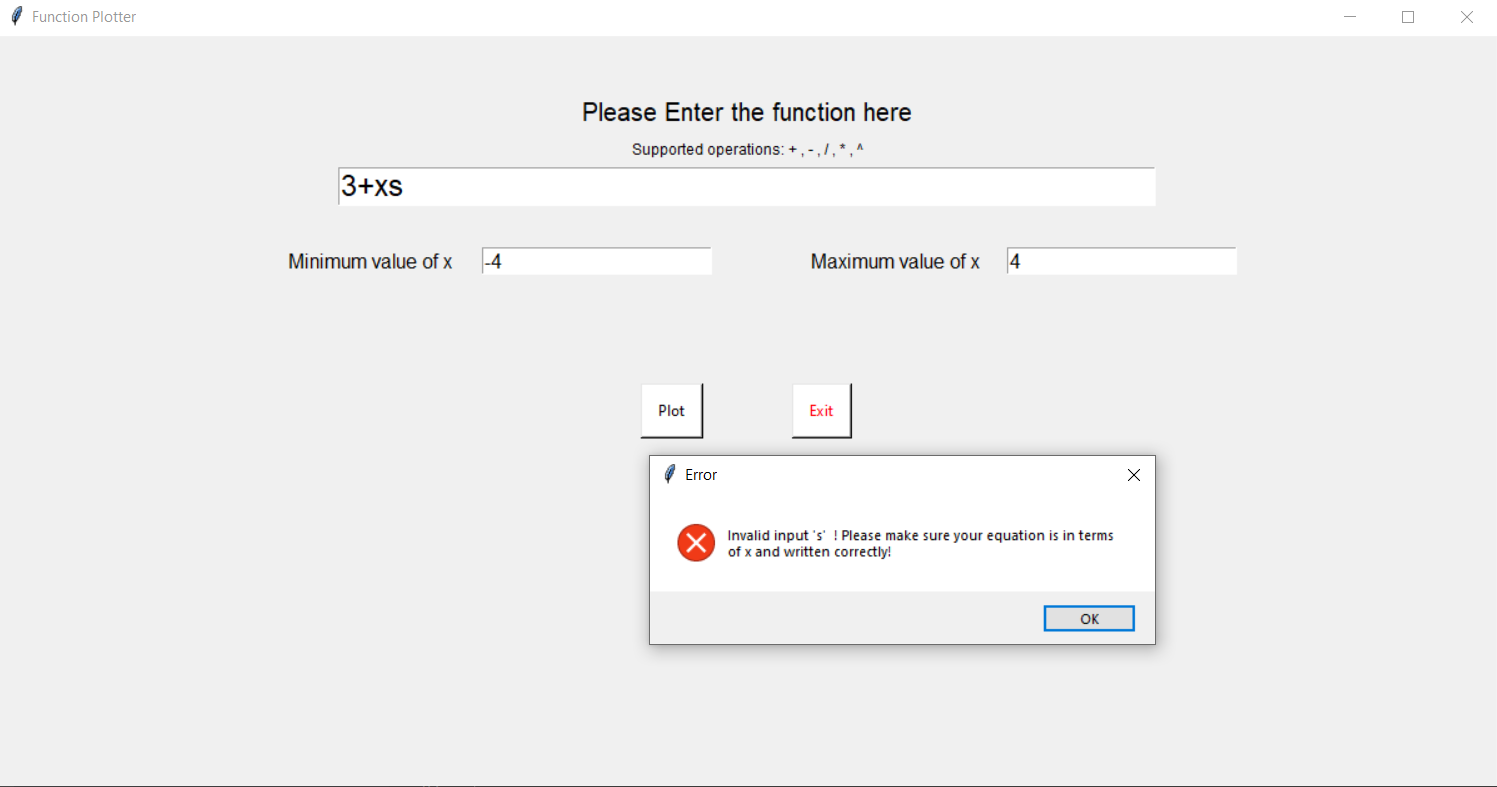 Function Plotter
Please Enter the function here
Supported operations: + , - , / , * , ^
3+xs
Minimum value of x -4 Maximum value of x 4
Plot Exit
Error
Invalid input 's'  ! Please make sure your equation is in terms
of x and written correctly!
OK